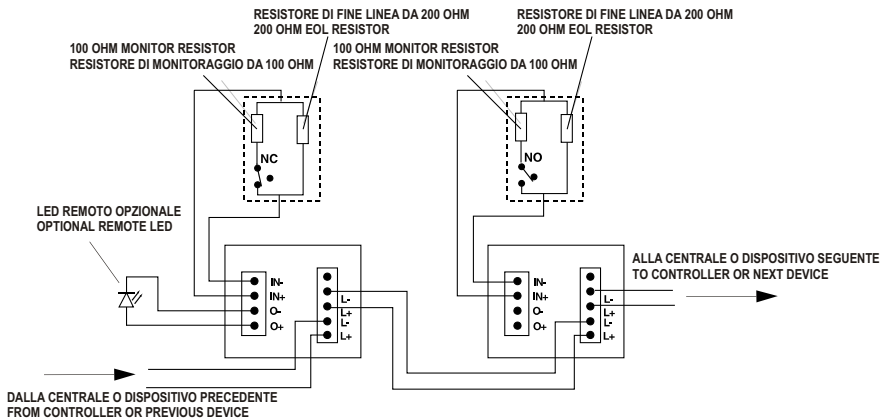 RESISTORE DI FINE LINEA DA 200 OHM
200 OHM EOL RESISTOR
RESISTORE DI FINE LINEA DA 200 OHM
200 OHM EOL RESISTOR
100 OHM MONITOR RESISTOR
RESISTORE DI MONITORAGGIO DA 100 OHM
100 OHM MONITOR RESISTOR
RESISTORE DI MONITORAGGIO DA 100 OHM
NC
NO
LED REMOTO OPZIONALE
OPTIONAL REMOTE LED
IN-
IN+
O-
O+
L-
L+
L-
L+
IN-
IN+
O-
O+
L-
L+
L-
L+
ALLA CENTRALE O DISPOSITIVO SEGUENTE
TO CONTROLLER OR NEXT DEVICE
DALLA CENTRALE O DISPOSITIVO PRECEDENTE
FROM CONTROLLER OR PREVIOUS DEVICE